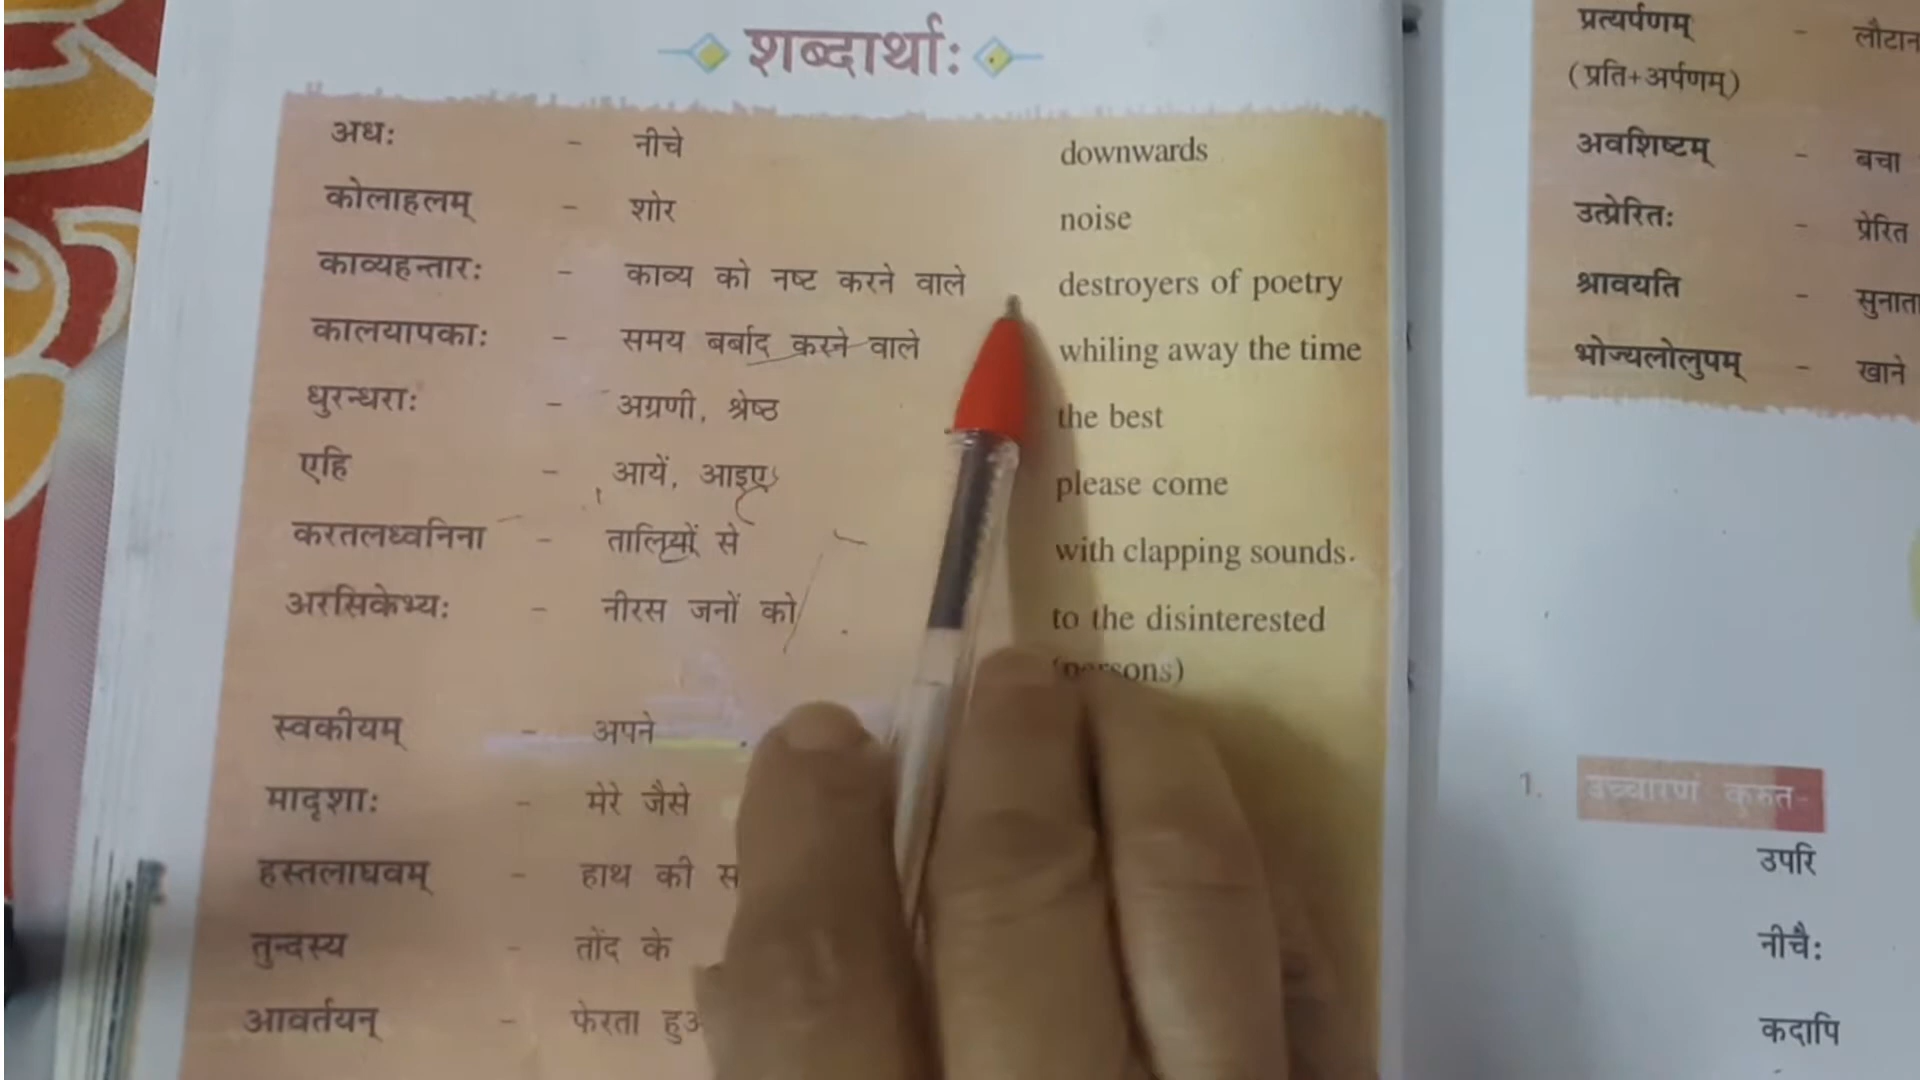 शब्दार्थाः
अधः - नीचे downwards
कोलाहलम् - शोर noise
काव्यहन्तारः - काव्य को नष्ट करने वाले destroyers of poetry
कालयापकाः - समय बर्बाद करने वाले whiling away the time
धुरन्धराः - अग्रणी, श्रेष्ठ the best
एहि - आयें, आइए please come
करतलध्वनिना - तालियों से with clapping sounds.
अरसिकेभ्यः - नीरस जनों को to the disinterested
(persons)
स्वकीयम् - अपने
मादृशाः - मेरे जैसे
हस्तलाघवम् - हाथ की
तुन्दस्य - तोंद के
आवर्तयन् - फेरता
प्रत्यर्पणम् -
(प्रति+अर्पणम्)
अवशिष्टम् - बचा
उत्प्रेरितः - प्रेरित
श्रावयति -
भोज्यलोलुपम् - खाने
1. उच्चारणं कुरुत-
उपरि
नीचैः
कदापि